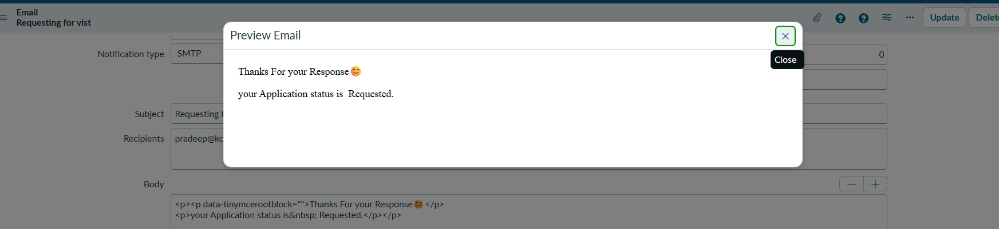 Email
Requesting for vist
Update
Delet
Preview Email
Close
Notification type
SMTP
0
Thanks For your Response😊
your Application status is  Requested.
Subject
Requesting f
Recipients
pradeep@kc
Body
<p><p data-tinymcerootblock="">Thanks For your Response😊 </p>
<p>your Application status is&nbsp; Requested.</p></p>